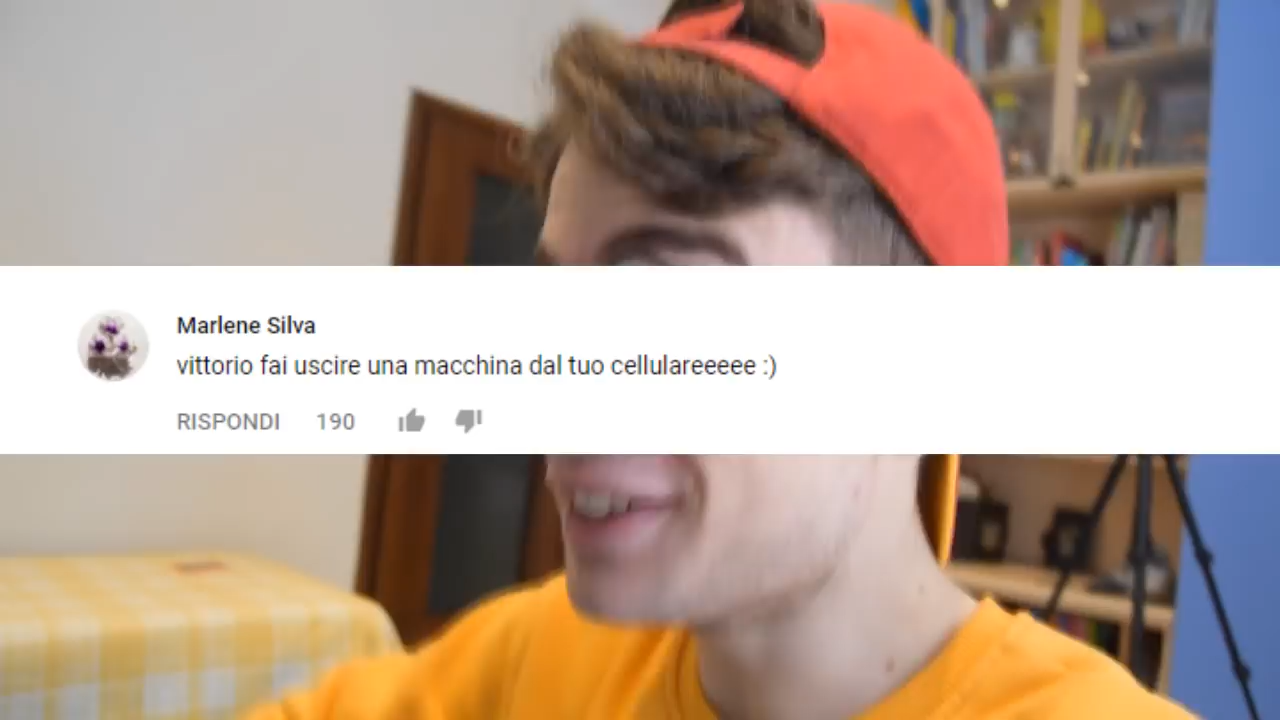 Marlene Silva
vittorio fai uscire una macchina dal tuo cellulareeeee :)
RISPONDI 190